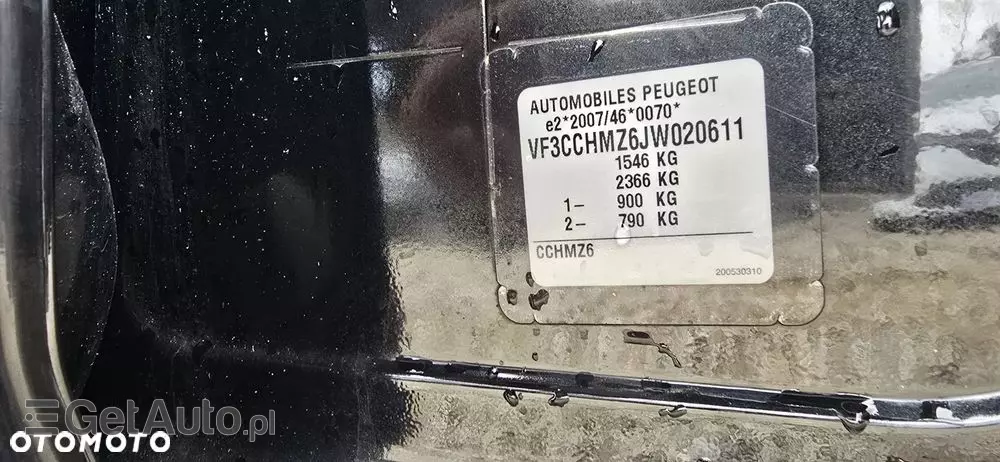 AUTOMOBILES PEUGEOT
e2*2007/46*0070*
VF3CCHMZ6JW020611
1546 KG
2366 KG
1- 900 KG
2- 790 KG
CCHMZ6
200530310
GetAuto.pl
OTOMOTO